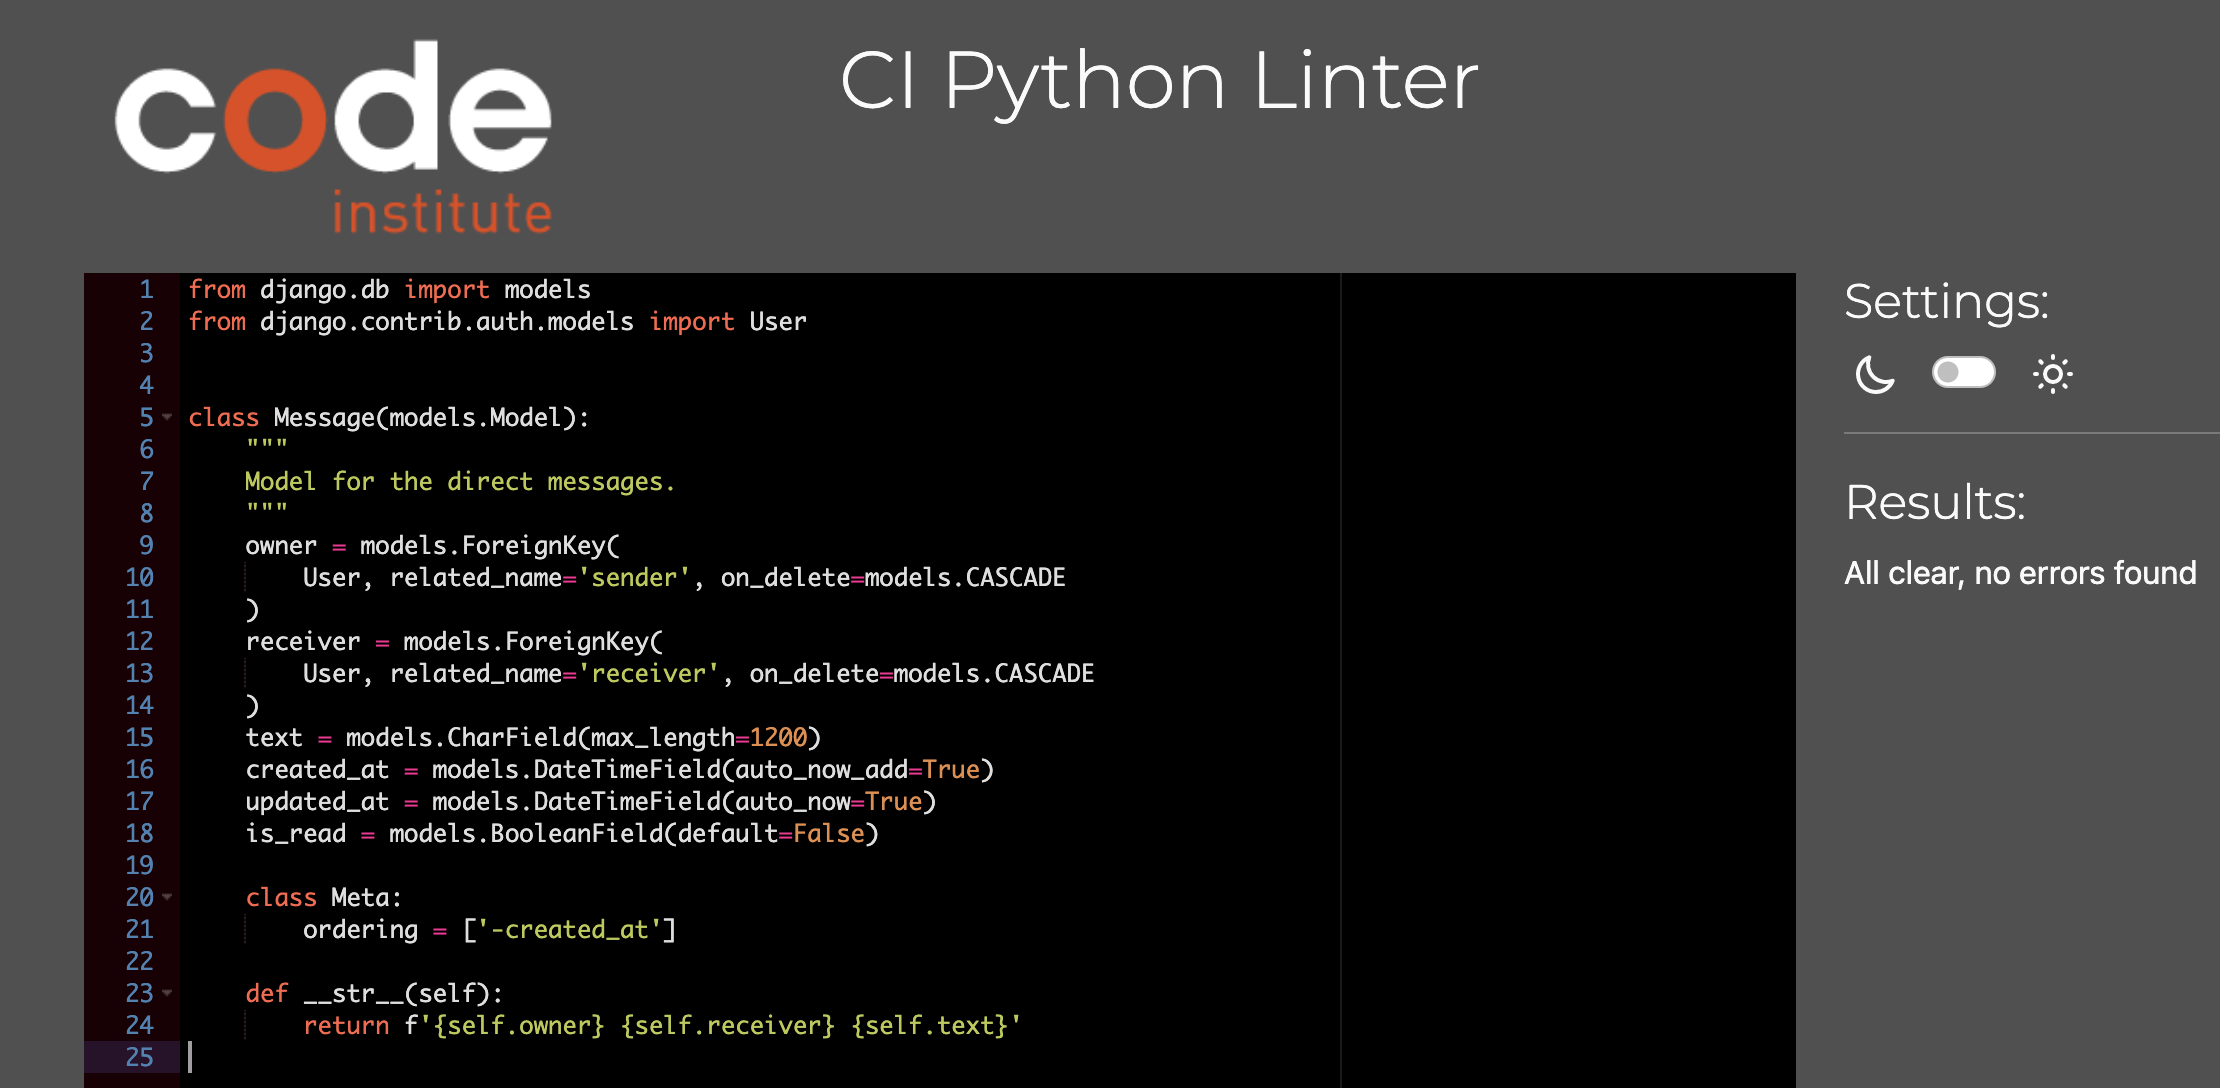 code
institute
CI Python Linter
1 from django.db import models
2 from django.contrib.auth.models import User
3
4
5 class Message(models.Model):
6     """
7     Model for the direct messages.
8     """
9     owner = models.ForeignKey(
10         User, related_name='sender', on_delete=models.CASCADE
11     )
12     receiver = models.ForeignKey(
13         User, related_name='receiver', on_delete=models.CASCADE
14     )
15     text = models.CharField(max_length=1200)
16     created_at = models.DateTimeField(auto_now_add=True)
17     updated_at = models.DateTimeField(auto_now=True)
18     is_read = models.BooleanField(default=False)
19
20     class Meta:
21         ordering = ['-created_at']
22
23     def __str__(self):
24         return f'{self.owner} {self.receiver} {self.text}'
25
Settings:
Results:
All clear, no errors found